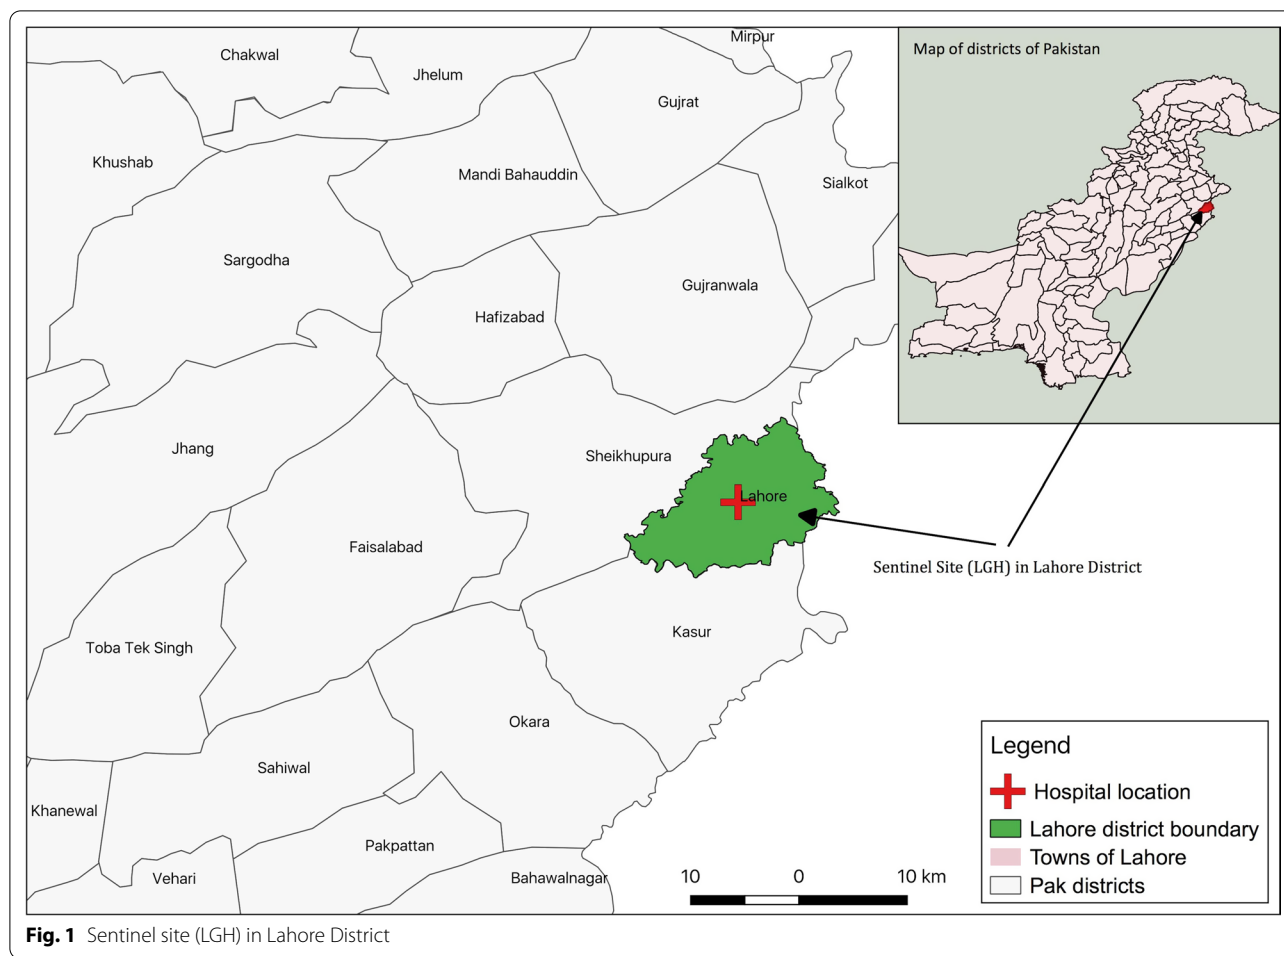 Chakwal
Mirpur
Jhelum
Gujrat
Map of districts of Pakistan
Khushab
Mandi Bahauddin
Sialkot
Sargodha
Gujranwala
Hafizabad
Jhang
Sheikhupura
Lahore
Faisalabad
Sentinel Site (LGH) in Lahore District
Toba Tek Singh
Kasur
Okara
Sahiwal
Khanewal
Pakpattan
Vehari
Bahawalnagar
Legend
Hospital location
Lahore district boundary
Towns of Lahore
Pak districts
10 0 10 km
Fig. 1 Sentinel site (LGH) in Lahore District